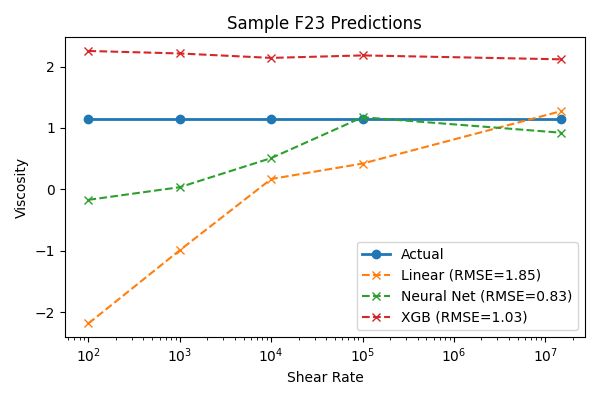 Sample F23 Predictions
Viscosity
2
1
0
−1
−2
Actual
Linear (RMSE=1.85)
Neural Net (RMSE=0.83)
XGB (RMSE=1.03)
10² 10³ 10⁴ 10⁵ 10⁶ 10⁷
Shear Rate